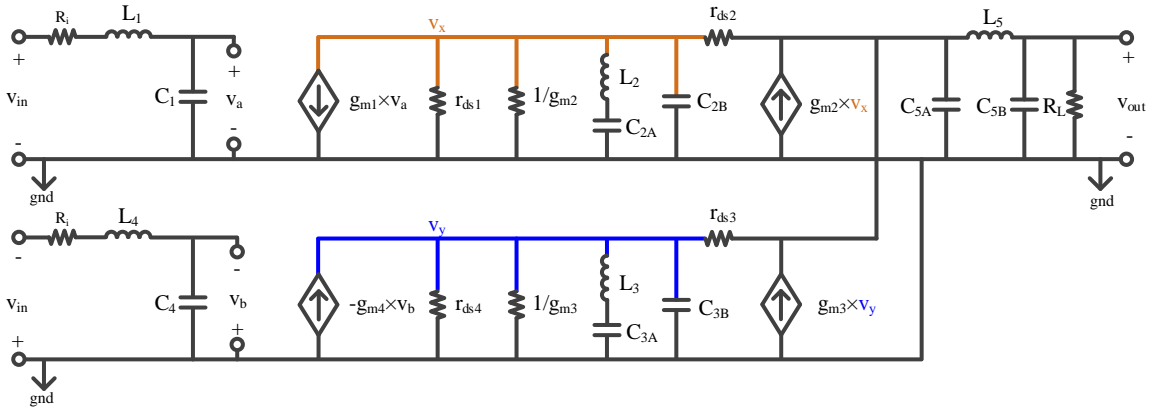 Rᵢ
L₁
+
v_in
-
C₁
+
v_a
-
gnd
v_x
g_m1×v_a
r_ds1
1/g_m2
L₂
C_2A
C_2B
r_ds2
g_m2×v_x
L₅
C_5A
C_5B
R_L
+
v_out
-
gnd
Rᵢ
L₄
-
v_in
+
C₄
-
v_b
+
gnd
v_y
-g_m4×v_b
r_ds4
1/g_m3
L₃
C_3A
C_3B
r_ds3
g_m3×v_y